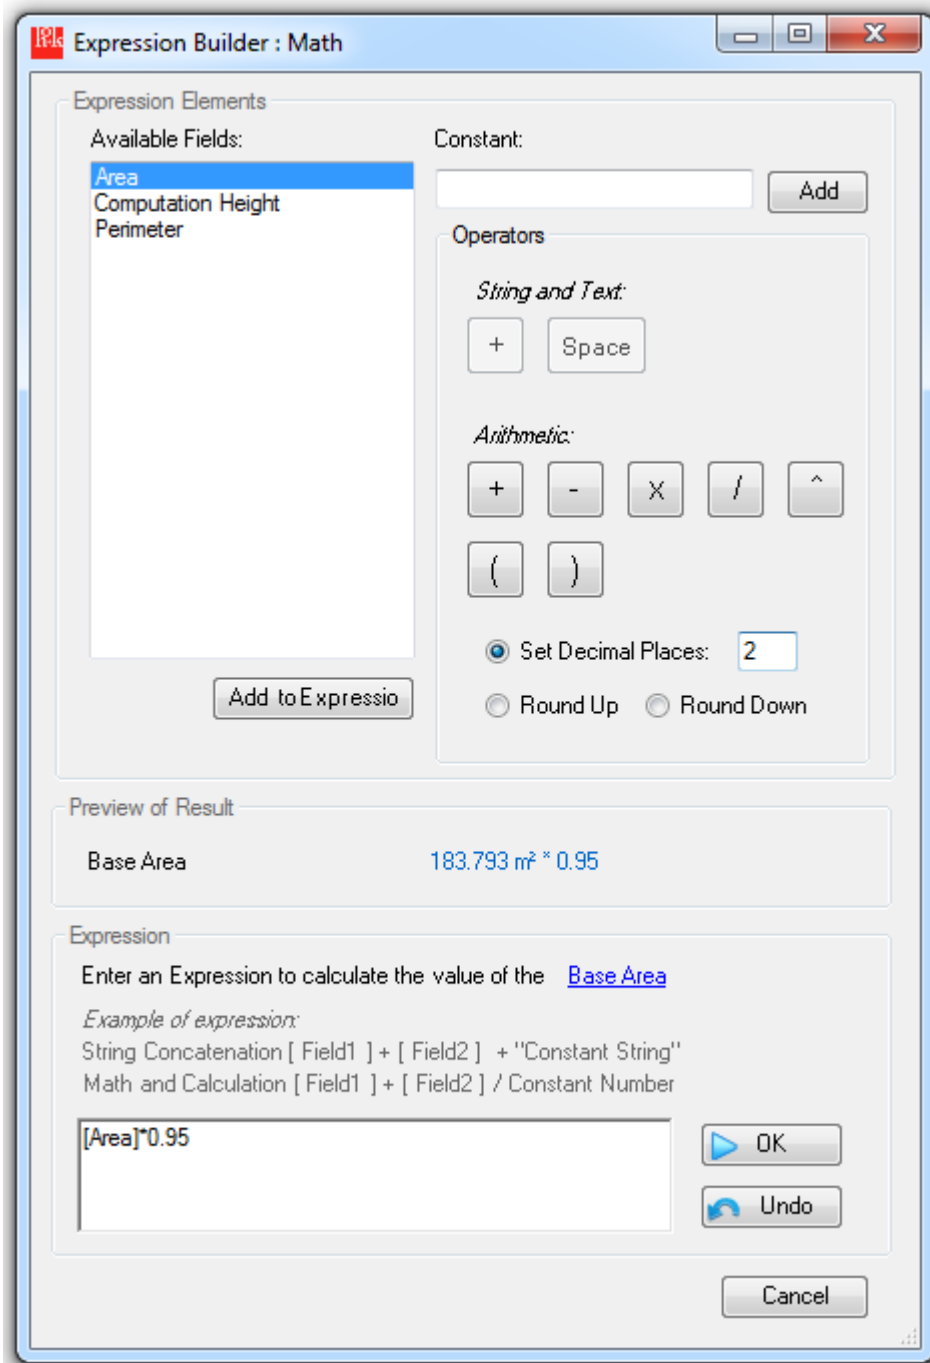 Expression Builder : Math
Expression Elements
Available Fields:
Area
Computation Height
Perimeter
Add to Expressio
Constant:
Add
Operators
String and Text:
+ Space
Arithmetic:
+ - X / ^
( )
Set Decimal Places: 2
Round Up Round Down
Preview of Result
Base Area 183.793 m² * 0.95
Expression
Enter an Expression to calculate the value of the Base Area
Example of expression:
String Concatenation [ Field1 ] + [ Field2 ] + "Constant String"
Math and Calculation [ Field1 ] + [ Field2 ] / Constant Number
[Area]*0.95
OK
Undo
Cancel